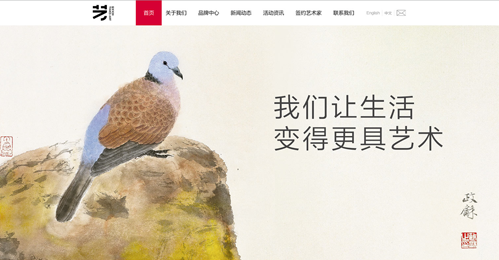 艺
首页
关于我们
品牌中心
新闻动态
活动资讯
签约艺术家
联系我们
English
中文
我们让生活
变得更具艺术